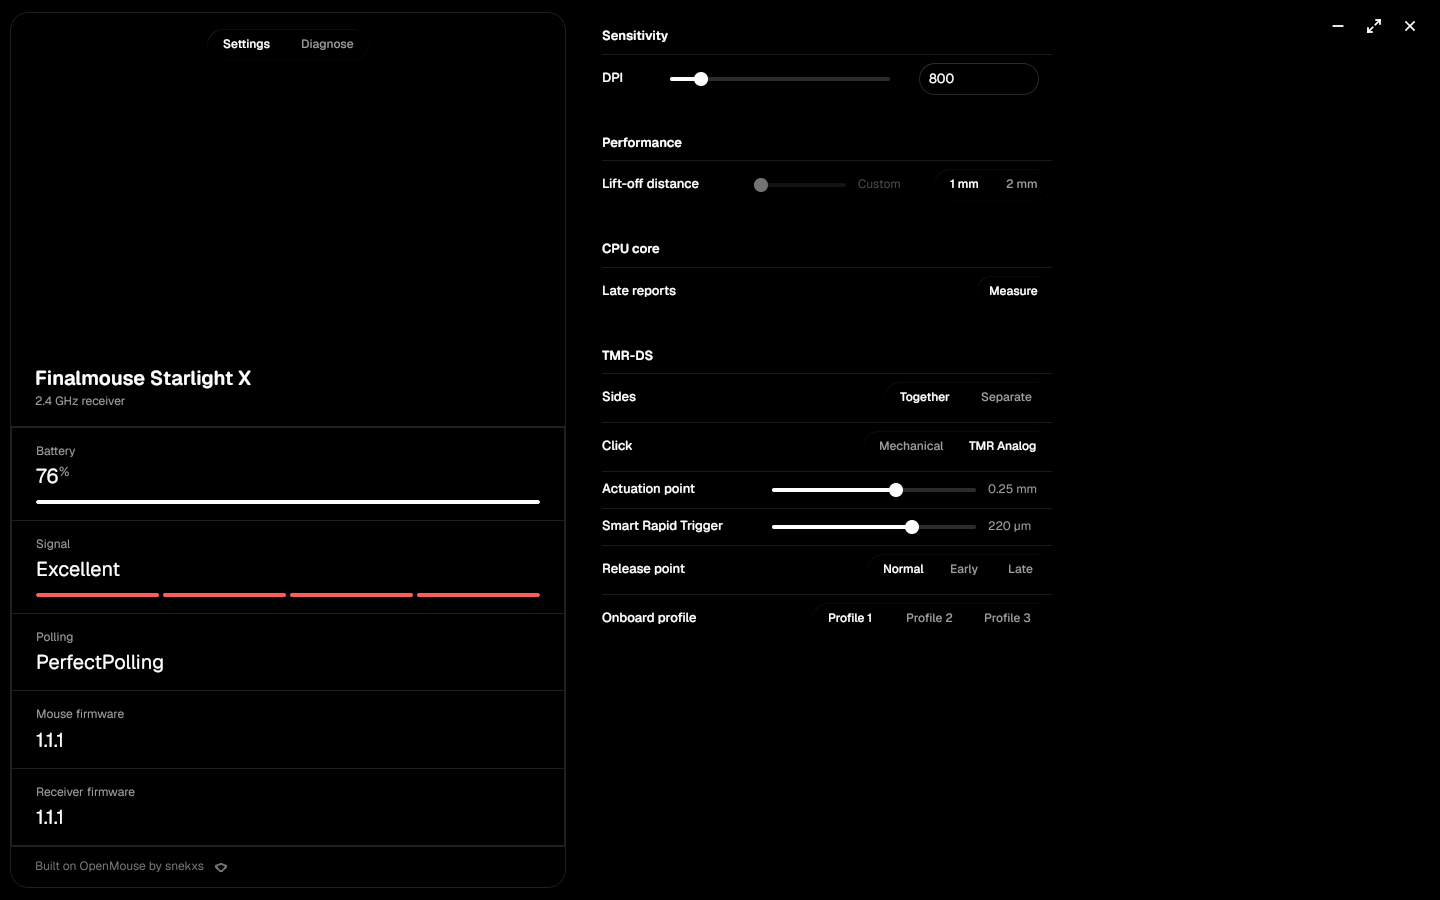 Settings
Diagnose
Finalmouse Starlight X
2.4 GHz receiver
Battery
76%
Signal
Excellent
Polling
PerfectPolling
Mouse firmware
1.1.1
Receiver firmware
1.1.1
Built on OpenMouse by snekxs
Sensitivity
DPI
800
Performance
Lift-off distance
Custom
1 mm
2 mm
CPU core
Late reports
Measure
TMR-DS
Sides
Together
Separate
Click
Mechanical
TMR Analog
Actuation point
0.25 mm
Smart Rapid Trigger
220 µm
Release point
Normal
Early
Late
Onboard profile
Profile 1
Profile 2
Profile 3